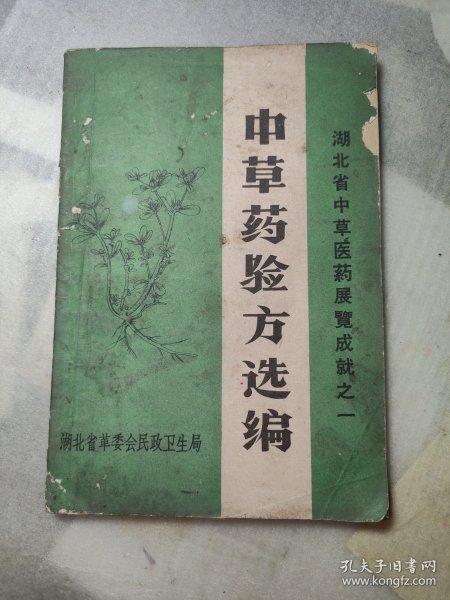 湖北省中草医药展覽成就之一
中草药验方选编
湖北省革委会民政卫生局
孔夫子旧书网
www.kongfz.com